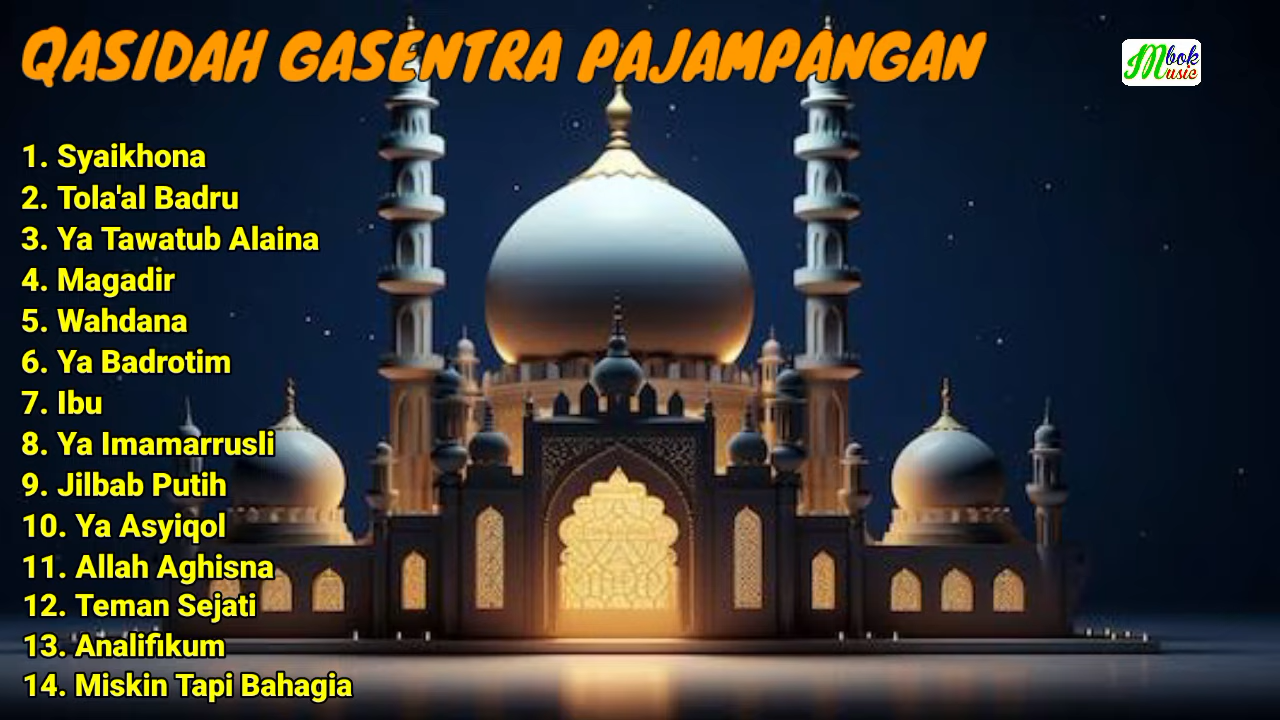 QASIDAH GASENTRA PAJAMPANGAN
Mbok
Music
1. Syaikhona
2. Tola'al Badru
3. Ya Tawatub Alaina
4. Magadir
5. Wahdana
6. Ya Badrotim
7. Ibu
8. Ya Imamarrusli
9. Jilbab Putih
10. Ya Asyiqol
11. Allah Aghisna
12. Teman Sejati
13. Analifikum
14. Miskin Tapi Bahagia